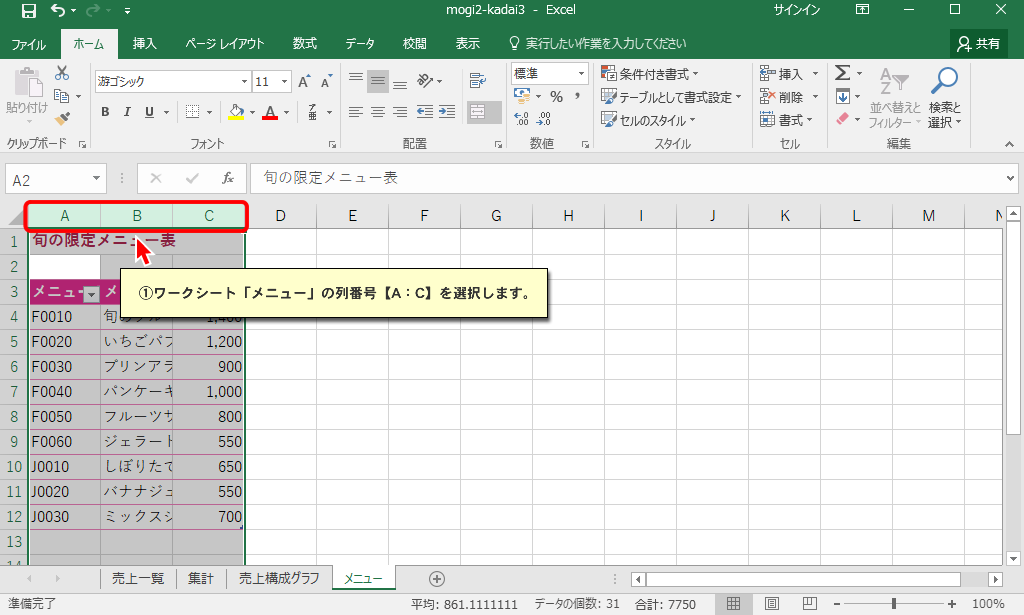 mogi2-kadai3 - Excel
サインイン
ファイル ホーム 挿入 ページ レイアウト 数式 データ 校閲 表示 実行したい作業を入力してください 共有
貼り付け
クリップボード
游ゴシック 11 A A
B I U A
フォント
配置
標準
% ,
数値
条件付き書式
テーブルとして書式設定
セルのスタイル
スタイル
挿入
削除
書式
セル
Σ
並べ替えと
フィルター
検索と
選択
編集
A2 fx 旬の限定メニュー表
A B C D E F G H I J K L M N
1 旬の限定メニュー表
2
①ワークシート「メニュー」の列番号【A：C】を選択します。
3 メニュー メ
4 F0010
5 F0020 いちごパフ 1,200
6 F0030 プリンアラ 900
7 F0040 パンケーキ 1,000
8 F0050 フルーツサ 800
9 F0060 ジェラート 550
10 J0010 しぼりたて 650
11 J0020 バナナジュ 550
12 J0030 ミックスジ 700
13
14
売上一覧 集計 売上構成グラフ メニュー
準備完了 平均: 861.1111111 データの個数: 31 合計: 7750 100%